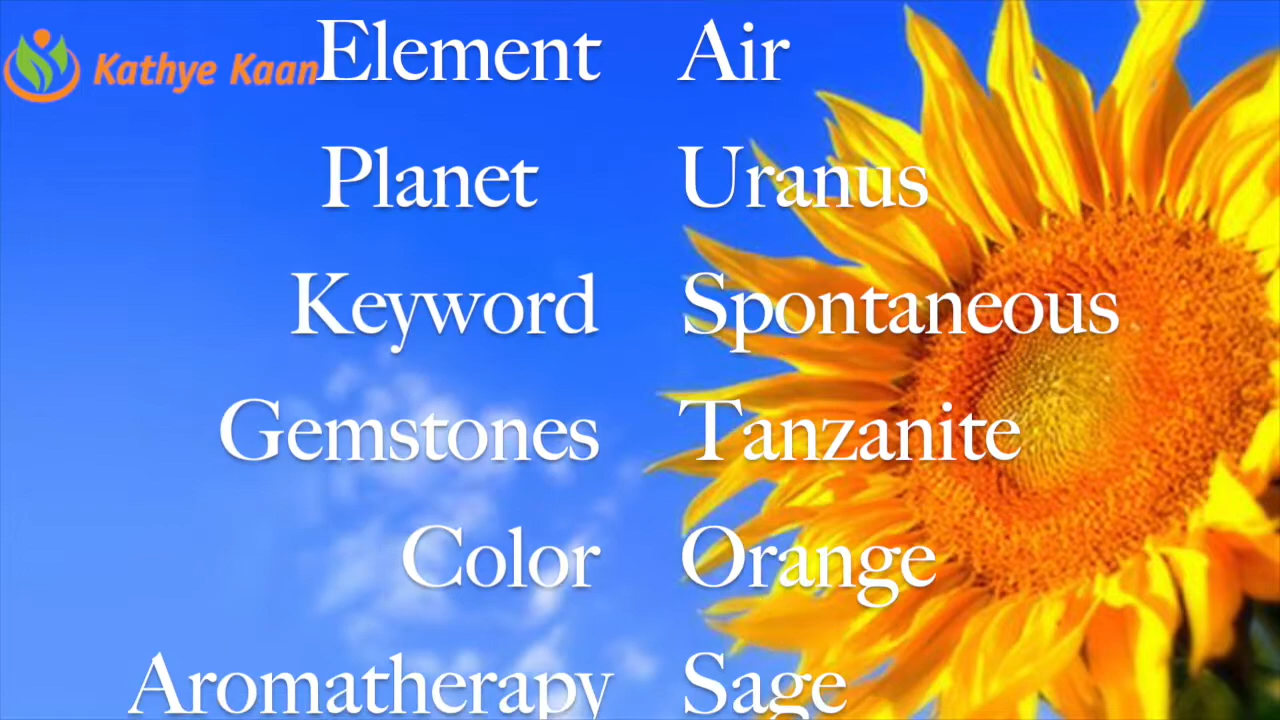 Kathye Kaan
Element Air
Planet Uranus
Keyword Spontaneous
Gemstones Tanzanite
Color Orange
Aromatherapy Sage